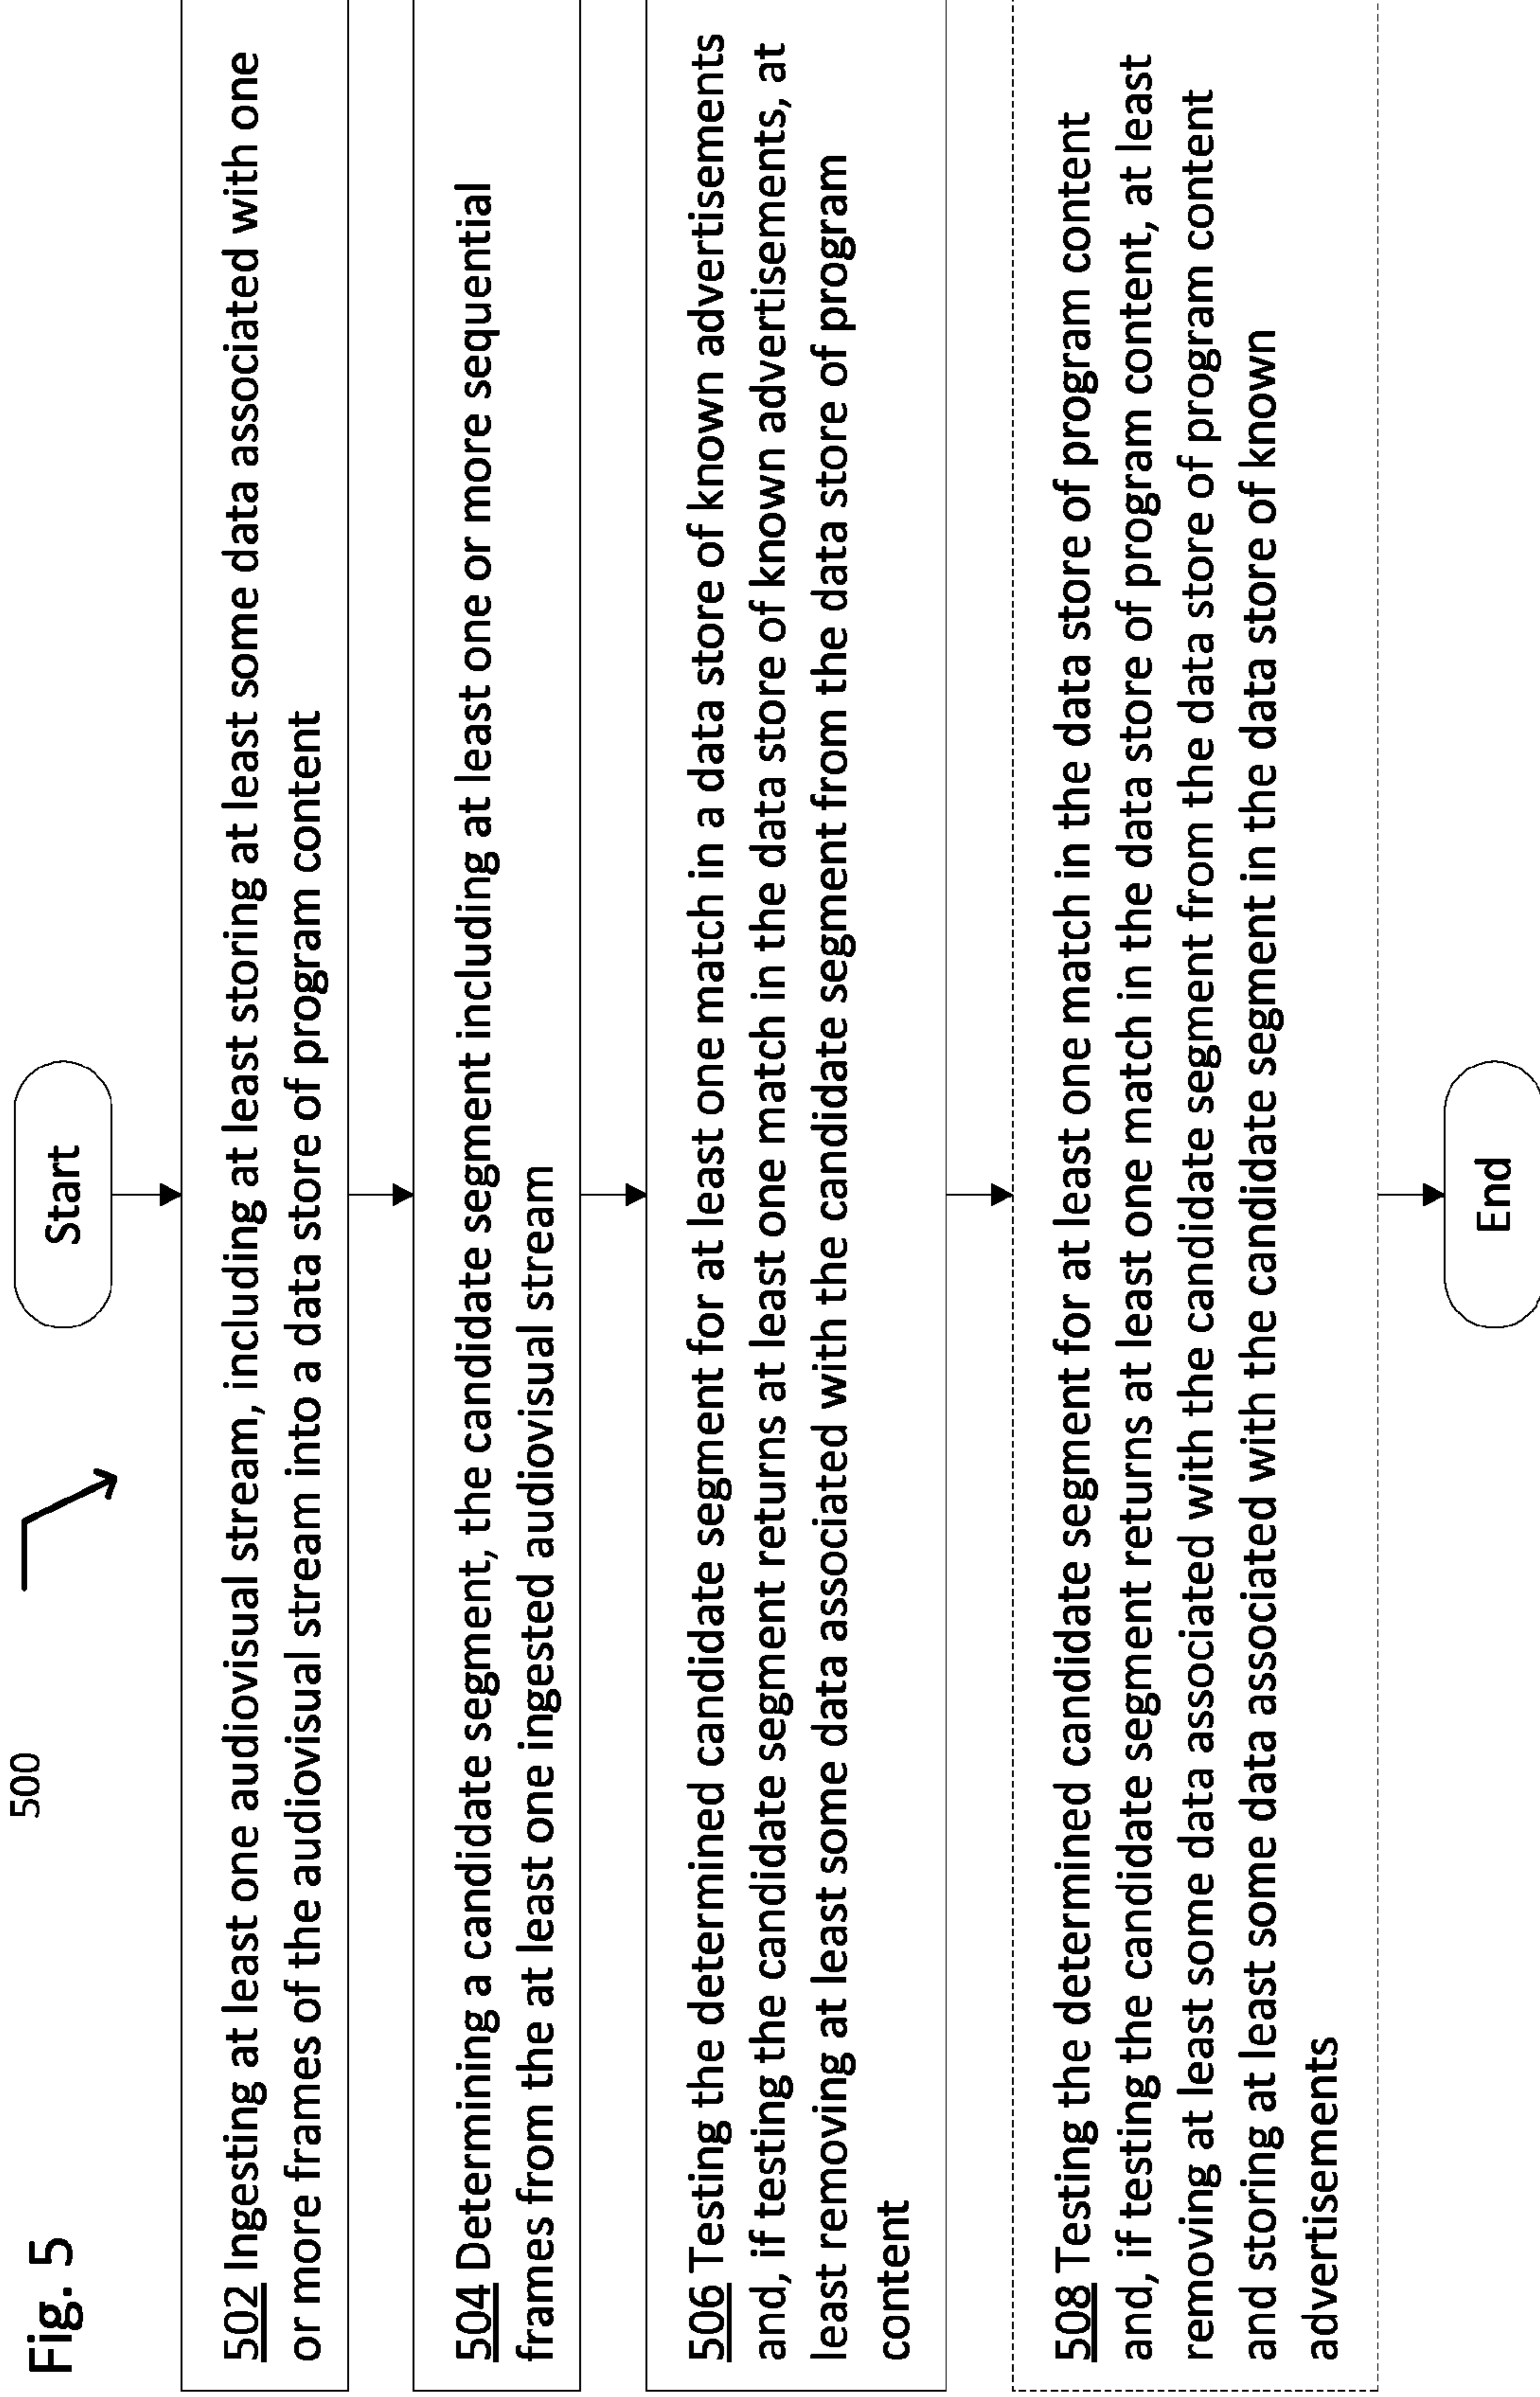 Fig. 5
500
Start
502 Ingesting at least one audiovisual stream, including at least storing at least some data associated with one
or more frames of the audiovisual stream into a data store of program content
504 Determining a candidate segment, the candidate segment including at least one or more sequential
frames from the at least one ingested audiovisual stream
506 Testing the determined candidate segment for at least one match in a data store of known advertisements
and, if testing the candidate segment returns at least one match in the data store of known advertisements, at
least removing at least some data associated with the candidate segment from the data store of program
content
508 Testing the determined candidate segment for at least one match in the data store of program content
and, if testing the candidate segment returns at least one match in the data store of program content, at least
removing at least some data associated with the candidate segment from the data store of program content
and storing at least some data associated with the candidate segment in the data store of known
advertisements
End